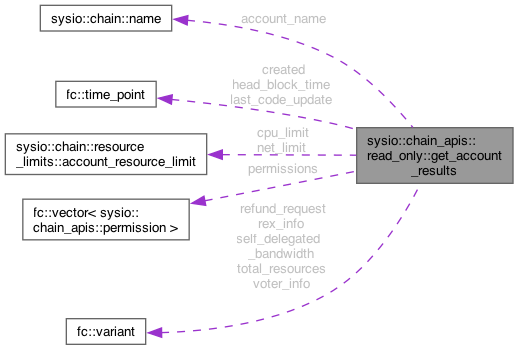 sysio::chain::name
account_name
fc::time_point
created
head_block_time
last_code_update
sysio::chain_apis::
read_only::get_account
_results
sysio::chain::resource
_limits::account_resource_limit
cpu_limit
net_limit
permissions
fc::vector< sysio::
chain_apis::permission >
refund_request
rex_info
self_delegated
_bandwidth
total_resources
voter_info
fc::variant